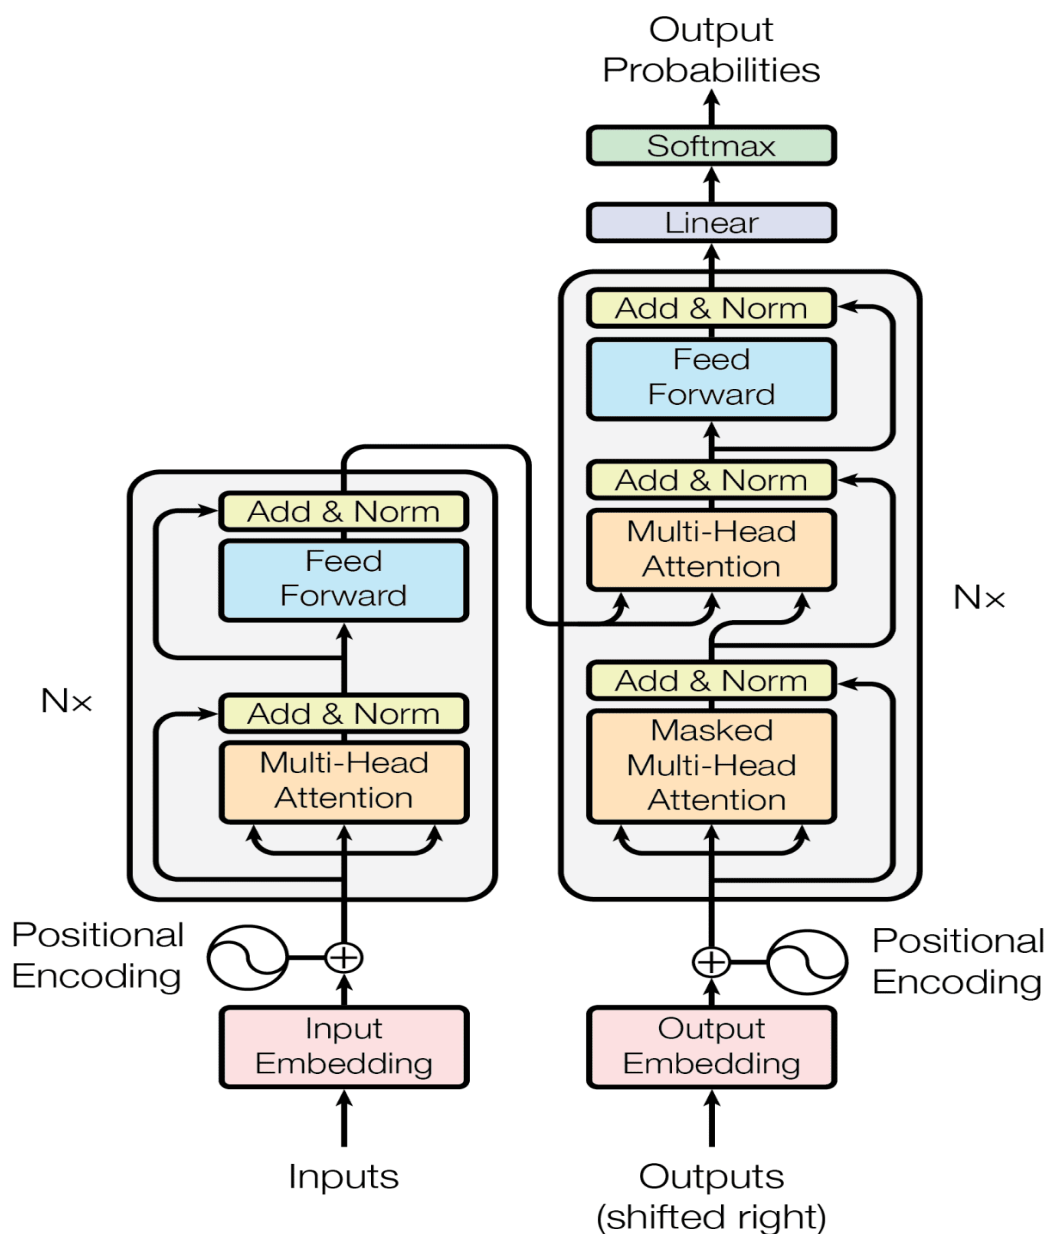 Output
Probabilities
Softmax
Linear
Add & Norm
Feed
Forward
Add & Norm
Multi-Head
Attention
Add & Norm
Masked
Multi-Head
Attention
Nx
Add & Norm
Feed
Forward
Add & Norm
Multi-Head
Attention
Nx
Positional
Encoding
Positional
Encoding
Input
Embedding
Output
Embedding
Inputs
Outputs
(shifted right)